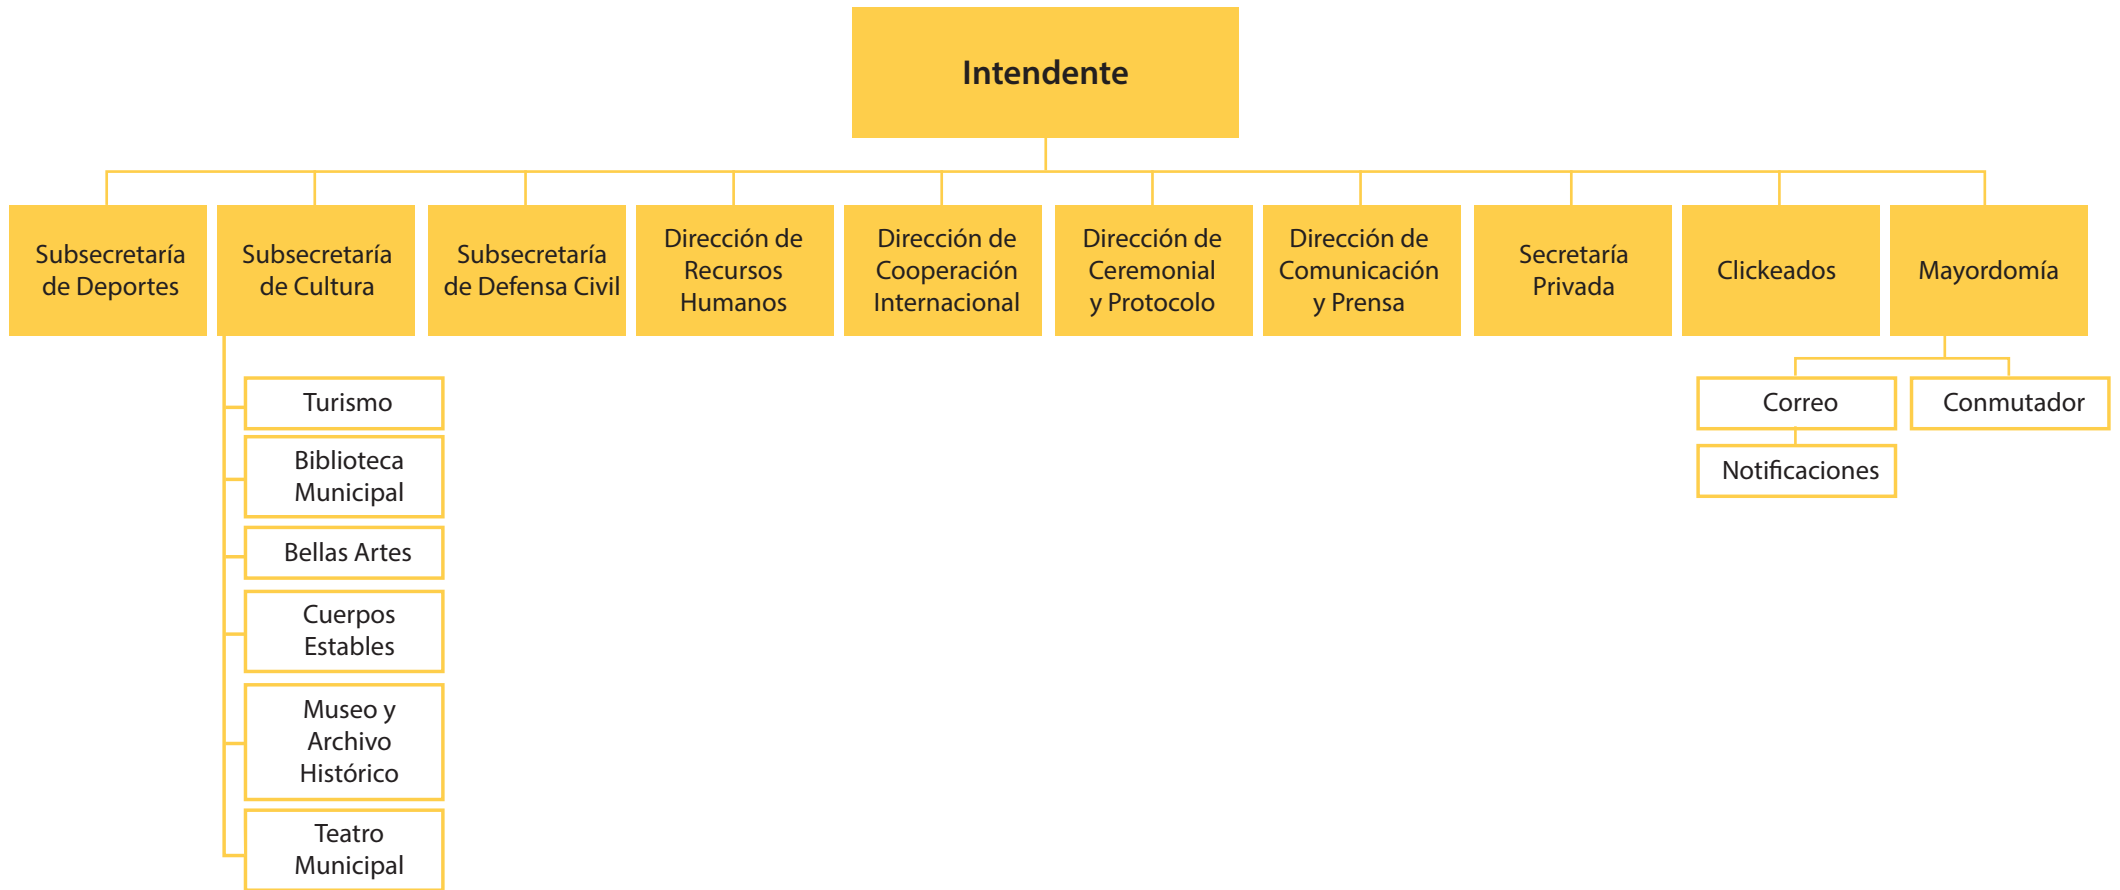 Intendente
Subsecretaría
de Deportes
Subsecretaría
de Cultura
Subsecretaría
de Defensa Civil
Dirección de
Recursos
Humanos
Dirección de
Cooperación
Internacional
Dirección de
Ceremonial
y Protocolo
Dirección de
Comunicación
y Prensa
Secretaría
Privada
Clickeados
Mayordomía
Turismo
Biblioteca
Municipal
Bellas Artes
Cuerpos
Estables
Museo y
Archivo
Histórico
Teatro
Municipal
Correo
Conmutador
Notificaciones